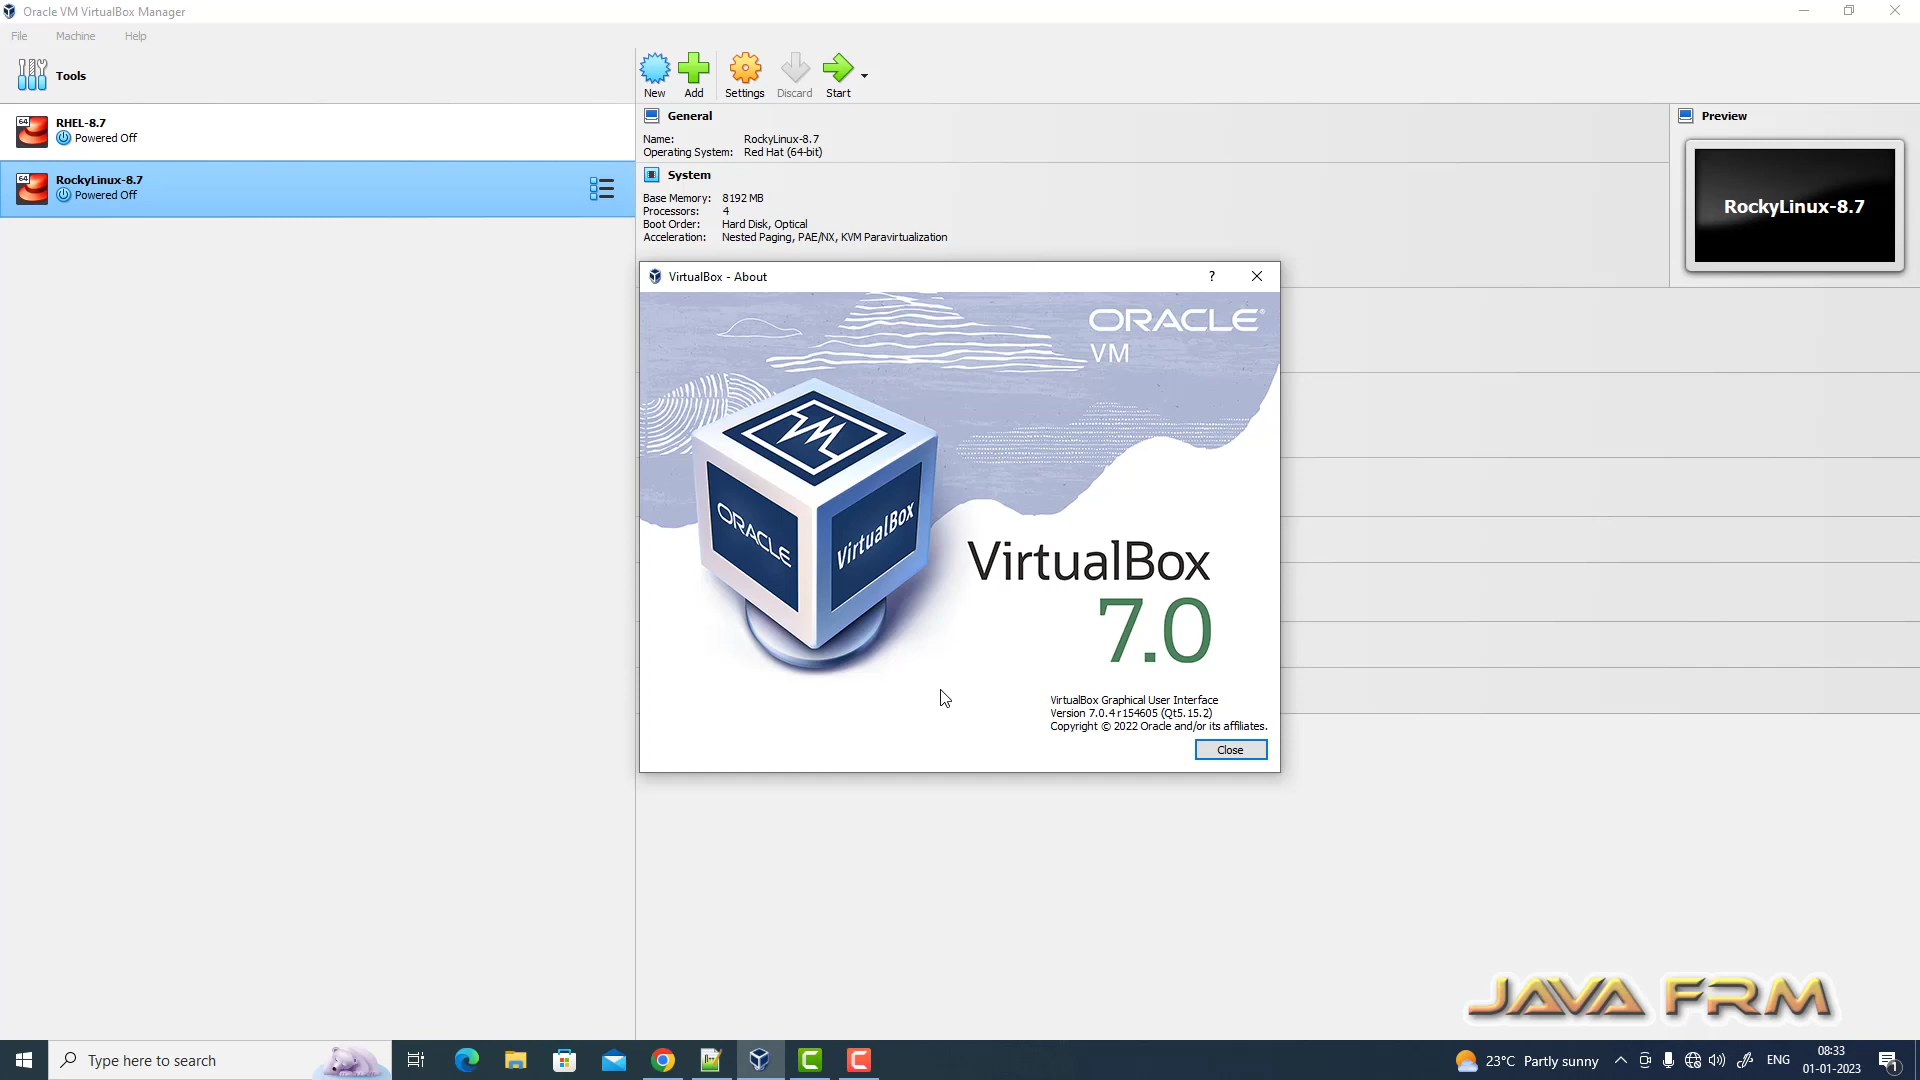 Oracle VM VirtualBox Manager
File Machine Help
Tools
New Add Settings Discard Start
64
RHEL-8.7
Powered Off
64
RockyLinux-8.7
Powered Off
General
Name: RockyLinux-8.7
Operating System: Red Hat (64-bit)
System
Base Memory: 8192 MB
Processors: 4
Boot Order: Hard Disk, Optical
Acceleration: Nested Paging, PAE/NX, KVM Paravirtualization
Preview
RockyLinux-8.7
VirtualBox - About
?
ORACLE®
VM
ORACLE
VirtualBox
VirtualBox
7.0
VirtualBox Graphical User Interface
Version 7.0.4 r154605 (Qt5.15.2)
Copyright © 2022 Oracle and/or its affiliates.
Close
JAVA FRM
Type here to search
23°C Partly sunny
ENG
08:33
01-01-2023
1